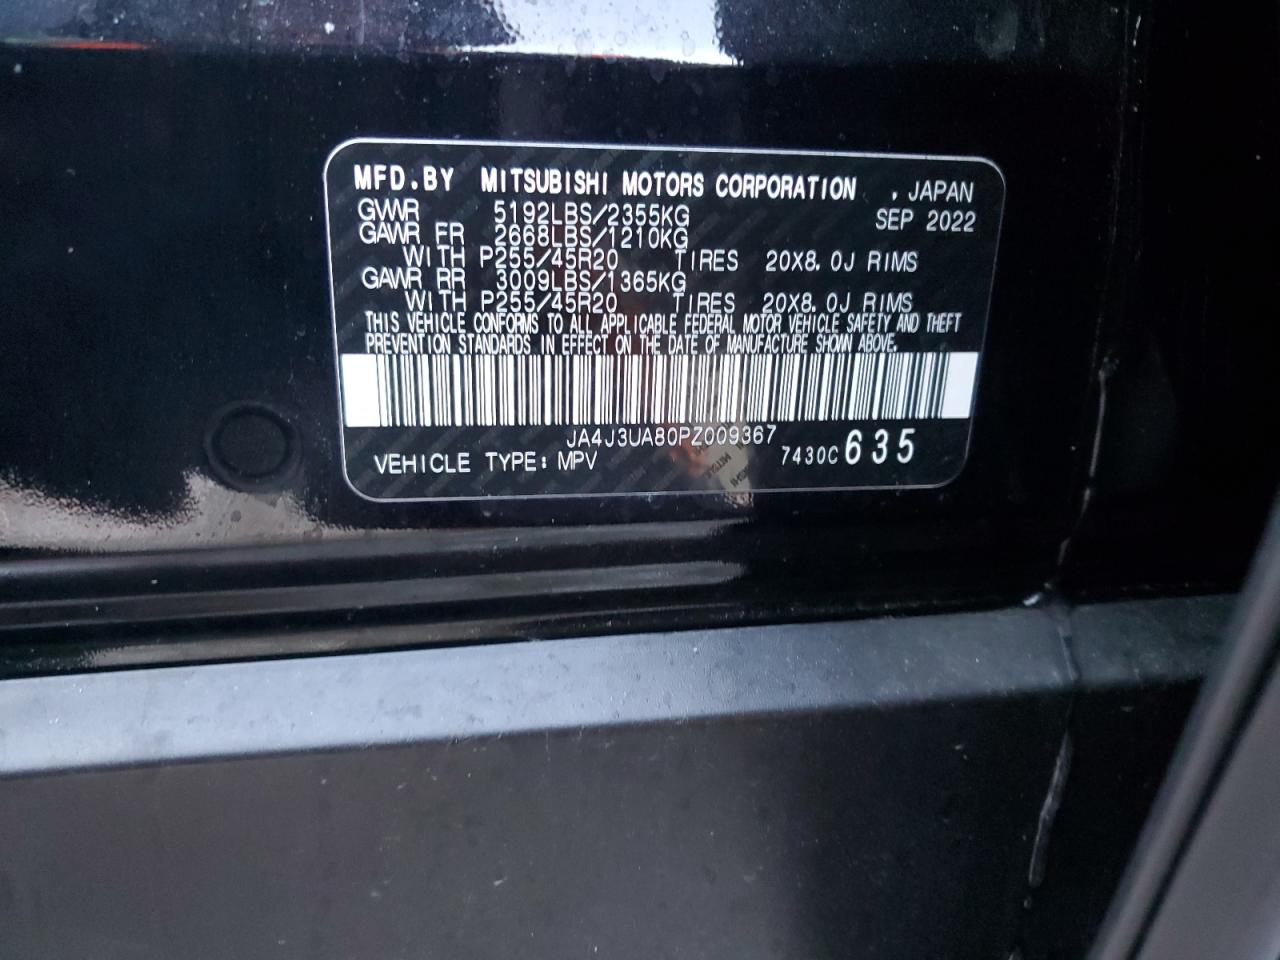 MFD.BY MITSUBISHI MOTORS CORPORATION , JAPAN
GVWR 5192LBS/2355KG SEP 2022
GAWR FR 2668LBS/1210KG
WITH P255/45R20 TIRES 20X8.0J RIMS
GAWR RR 3009LBS/1365KG
WITH P255/45R20 TIRES 20X8.0J RIMS
THIS VEHICLE CONFORMS TO ALL APPLICABLE FEDERAL MOTOR VEHICLE SAFETY AND THEFT
PREVENTION STANDARDS IN EFFECT ON THE DATE OF MANUFACTURE SHOWN ABOVE.
JA4J3UA80PZ009367
VEHICLE TYPE: MPV 7430C 635